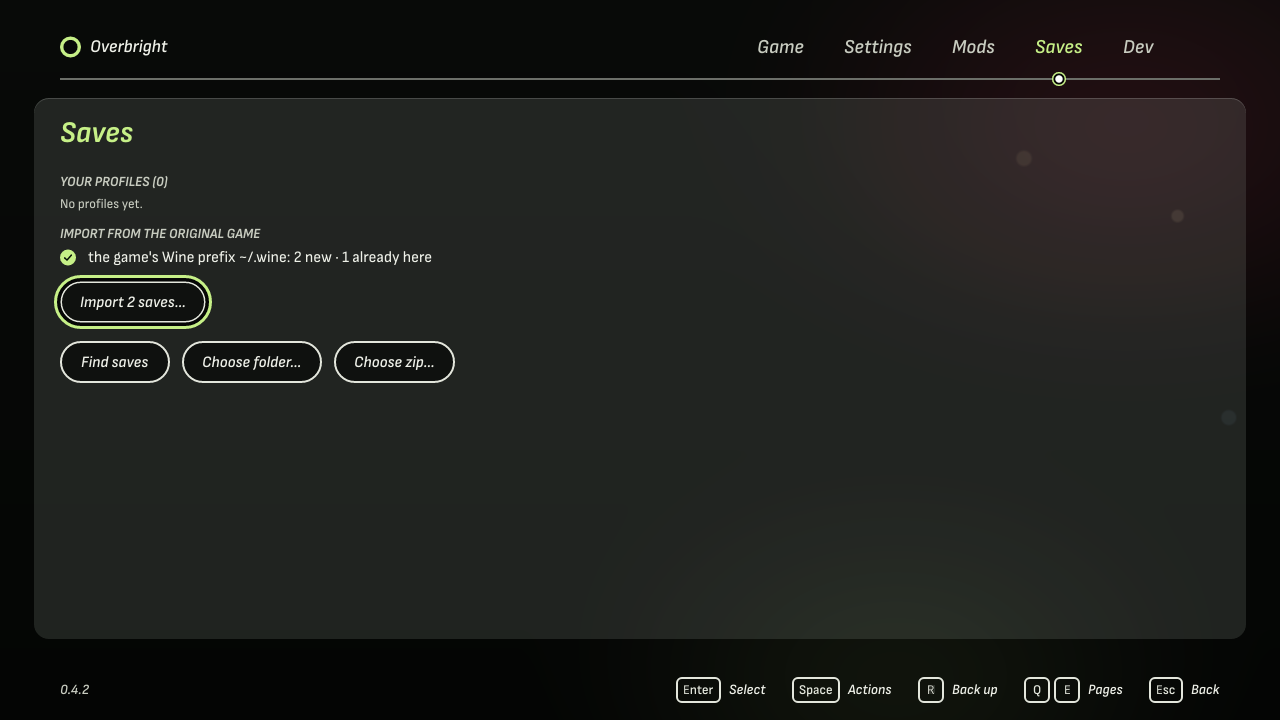 Overbright
Game Settings Mods Saves Dev
Saves
YOUR PROFILES (0)
No profiles yet.
IMPORT FROM THE ORIGINAL GAME
the game's Wine prefix ~/.wine: 2 new · 1 already here
Import 2 saves...
Find saves Choose folder... Choose zip...
0.4.2 Enter Select Space Actions R Back up Q E Pages Esc Back